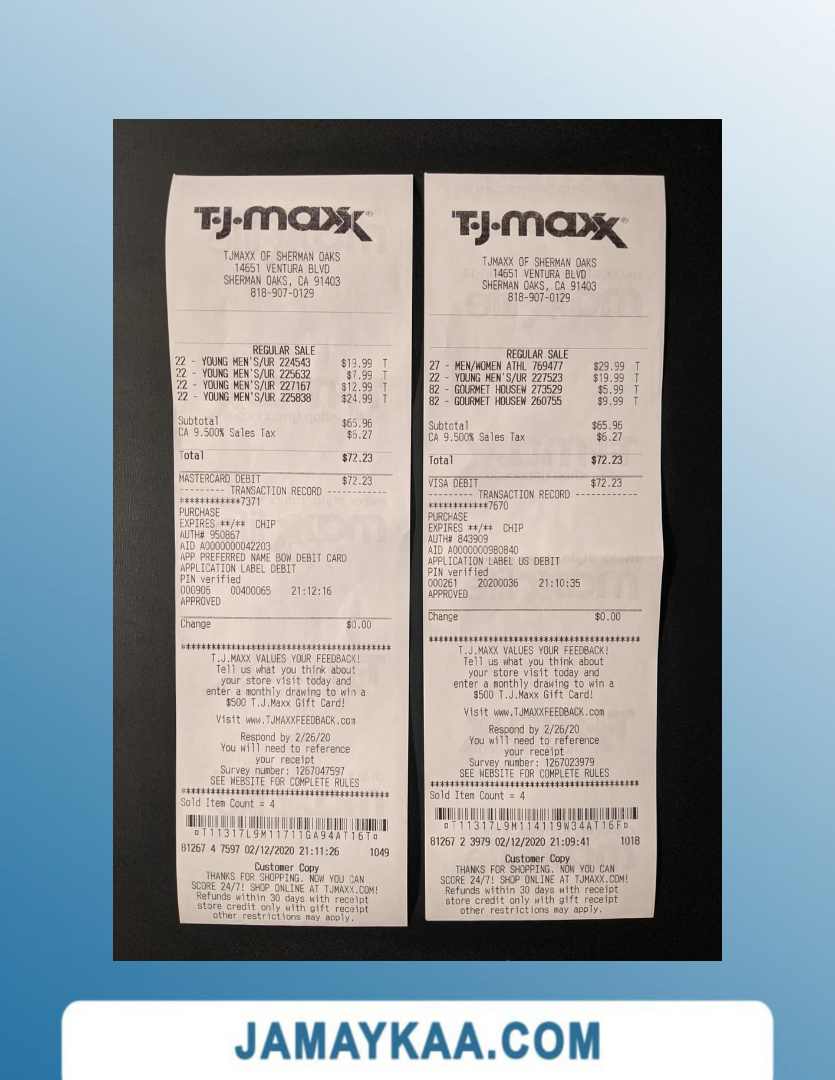 T·J·maxx®
TJMAXX OF SHERMAN OAKS
14651 VENTURA BLVD
SHERMAN OAKS, CA 91403
818-907-0129
REGULAR SALE
22 - YOUNG MEN'S/UR 224543 $19.99 T
22 - YOUNG MEN'S/UR 225632 $7.99 T
22 - YOUNG MEN'S/UR 227167 $12.99 T
22 - YOUNG MEN'S/UR 225838 $24.99 T
Subtotal $65.96
CA 9.500% Sales Tax $6.27
Total $72.23
MASTERCARD DEBIT $72.23
--------- TRANSACTION RECORD ------------
************7371
PURCHASE
EXPIRES **/** CHIP
AUTH# 950867
AID A0000000042203
APP PREFERRED NAME BOW DEBIT CARD
APPLICATION LABEL DEBIT
PIN verified
000906 00400065 21:12:16
APPROVED
Change $0.00
****************************************
T.J.MAXX VALUES YOUR FEEDBACK!
Tell us what you think about
your store visit today and
enter a monthly drawing to win a
$500 T.J.Maxx Gift Card!
Visit www.TJMAXXFEEDBACK.com
Respond by 2/26/20
You will need to reference
your receipt
Survey number: 1267047597
SEE WEBSITE FOR COMPLETE RULES
****************************************
Sold Item Count = 4
¤T11317L9M11711GA94AT16T¤
81267 4 7597 02/12/2020 21:11:26 1049
Customer Copy
THANKS FOR SHOPPING. NOW YOU CAN
SCORE 24/7! SHOP ONLINE AT TJMAXX.COM!
Refunds within 30 days with receipt
store credit only with gift receipt
other restrictions may apply.
T·J·maxx®
TJMAXX OF SHERMAN OAKS
14651 VENTURA BLVD
SHERMAN OAKS, CA 91403
818-907-0129
REGULAR SALE
27 - MEN/WOMEN ATHL 769477 $29.99 T
22 - YOUNG MEN'S/UR 227523 $19.99 T
82 - GOURMET HOUSEW 273529 $5.99 T
82 - GOURMET HOUSEW 260755 $9.99 T
Subtotal $65.96
CA 9.500% Sales Tax $6.27
Total $72.23
VISA DEBIT $72.23
--------- TRANSACTION RECORD ------------
************7670
PURCHASE
EXPIRES **/** CHIP
AUTH# 843909
AID A0000000980840
APPLICATION LABEL US DEBIT
PIN verified
000261 20200036 21:10:35
APPROVED
Change $0.00
****************************************
T.J.MAXX VALUES YOUR FEEDBACK!
Tell us what you think about
your store visit today and
enter a monthly drawing to win a
$500 T.J.Maxx Gift Card!
Visit www.TJMAXXFEEDBACK.com
Respond by 2/26/20
You will need to reference
your receipt
Survey number: 1267023979
SEE WEBSITE FOR COMPLETE RULES
****************************************
Sold Item Count = 4
¤T11317L9M114119W34AT16F¤
81267 2 3979 02/12/2020 21:09:41 1018
Customer Copy
THANKS FOR SHOPPING. NOW YOU CAN
SCORE 24/7! SHOP ONLINE AT TJMAXX.COM!
Refunds within 30 days with receipt
store credit only with gift receipt
other restrictions may apply.
JAMAYKAA.COM